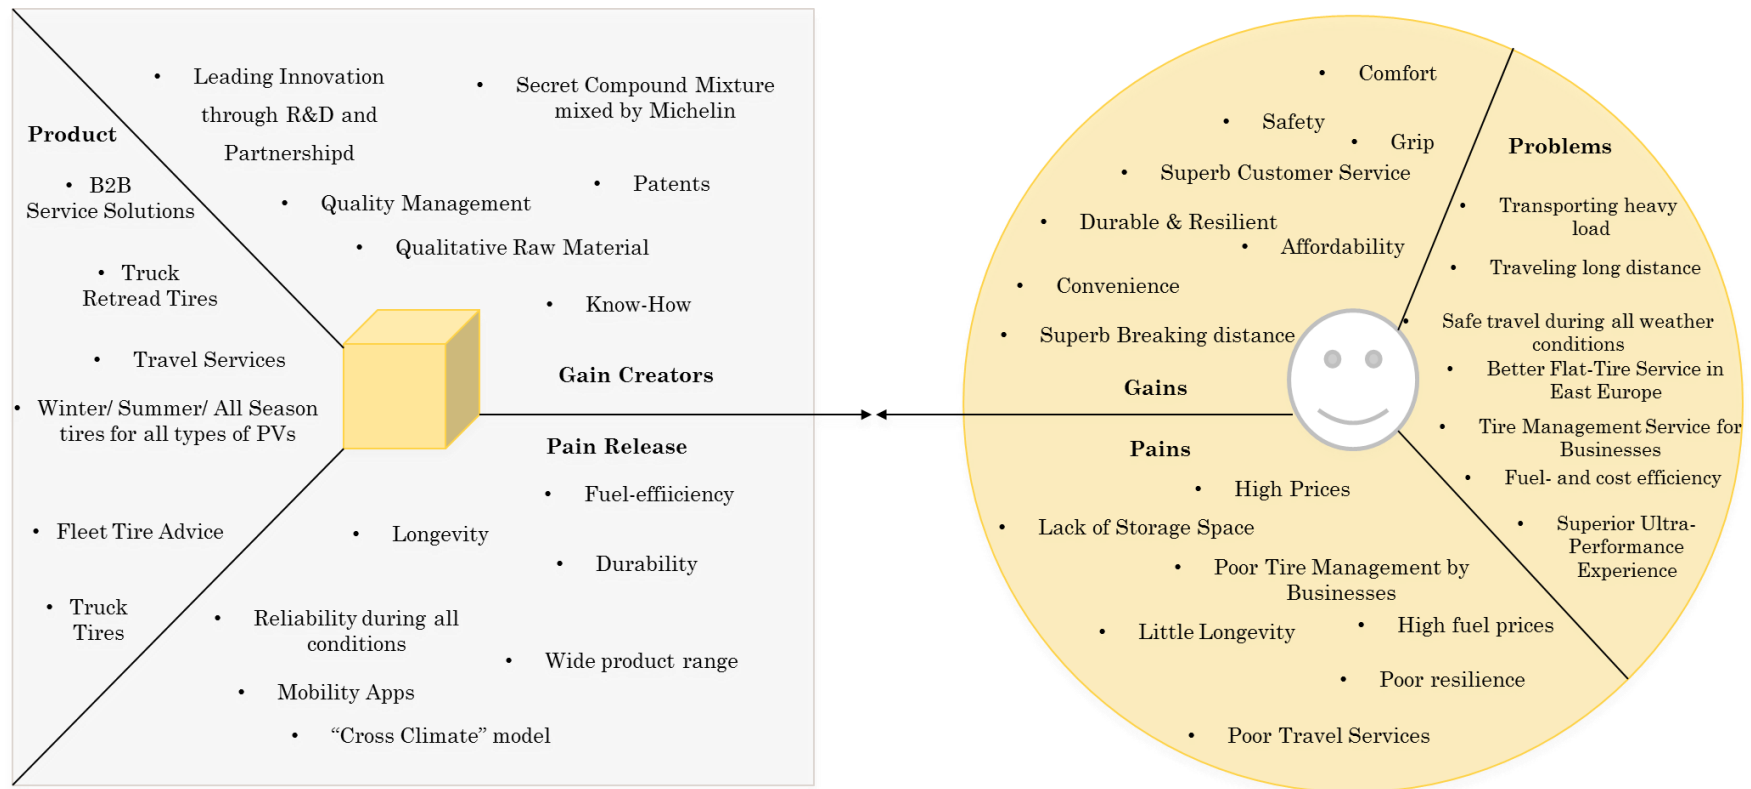 Product
• B2B
Service Solutions
• Truck
Retread Tires
• Travel Services
• Winter/ Summer/ All Season
tires for all types of PVs
• Fleet Tire Advice
• Truck
Tires
• Leading Innovation
through R&D and
Partnershipd
• Secret Compound Mixture
mixed by Michelin
• Patents
• Quality Management
• Qualitative Raw Material
• Know-How
Gain Creators
Pain Release
• Fuel-effiiciency
• Longevity
• Durability
• Reliability during all
conditions
• Wide product range
• Mobility Apps
• “Cross Climate” model
• Comfort
• Safety
• Grip
• Superb Customer Service
• Durable & Resilient
• Affordability
• Convenience
• Superb Breaking distance
Gains
Pains
• High Prices
• Lack of Storage Space
• Poor Tire Management by
Businesses
• High fuel prices
• Little Longevity
• Poor resilience
• Poor Travel Services
Problems
• Transporting heavy
load
• Traveling long distance
• Safe travel during all weather
conditions
• Better Flat-Tire Service in
East Europe
• Tire Management Service for
Businesses
• Fuel- and cost efficiency
• Superior Ultra-
Performance
Experience